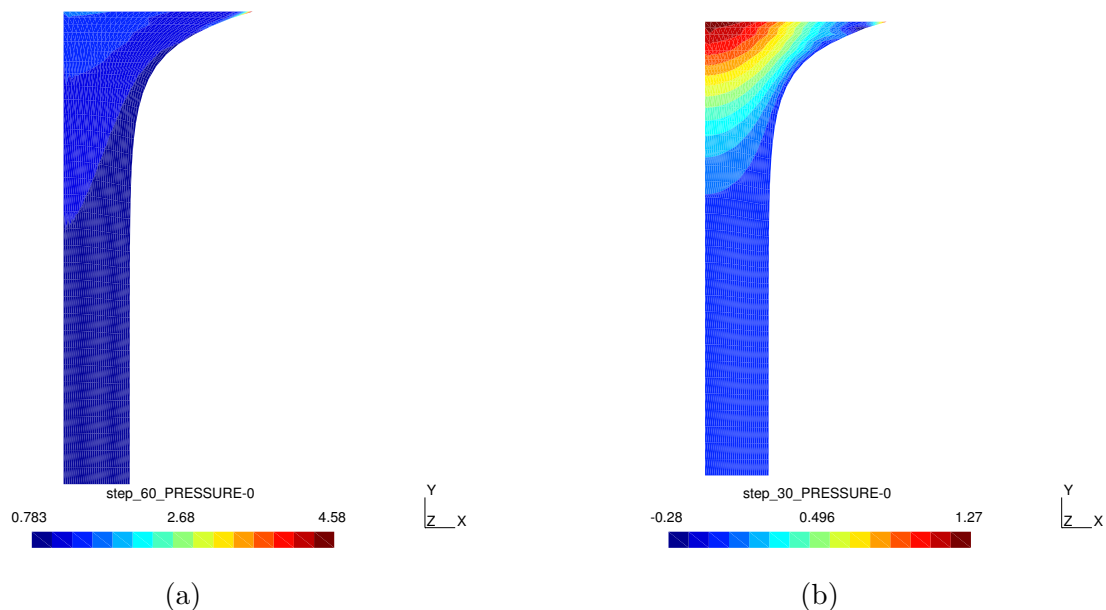 step_60_PRESSURE-0
0.783 2.68 4.58
Y
Z X
(a)
step_30_PRESSURE-0
-0.28 0.496 1.27
Y
Z X
(b)